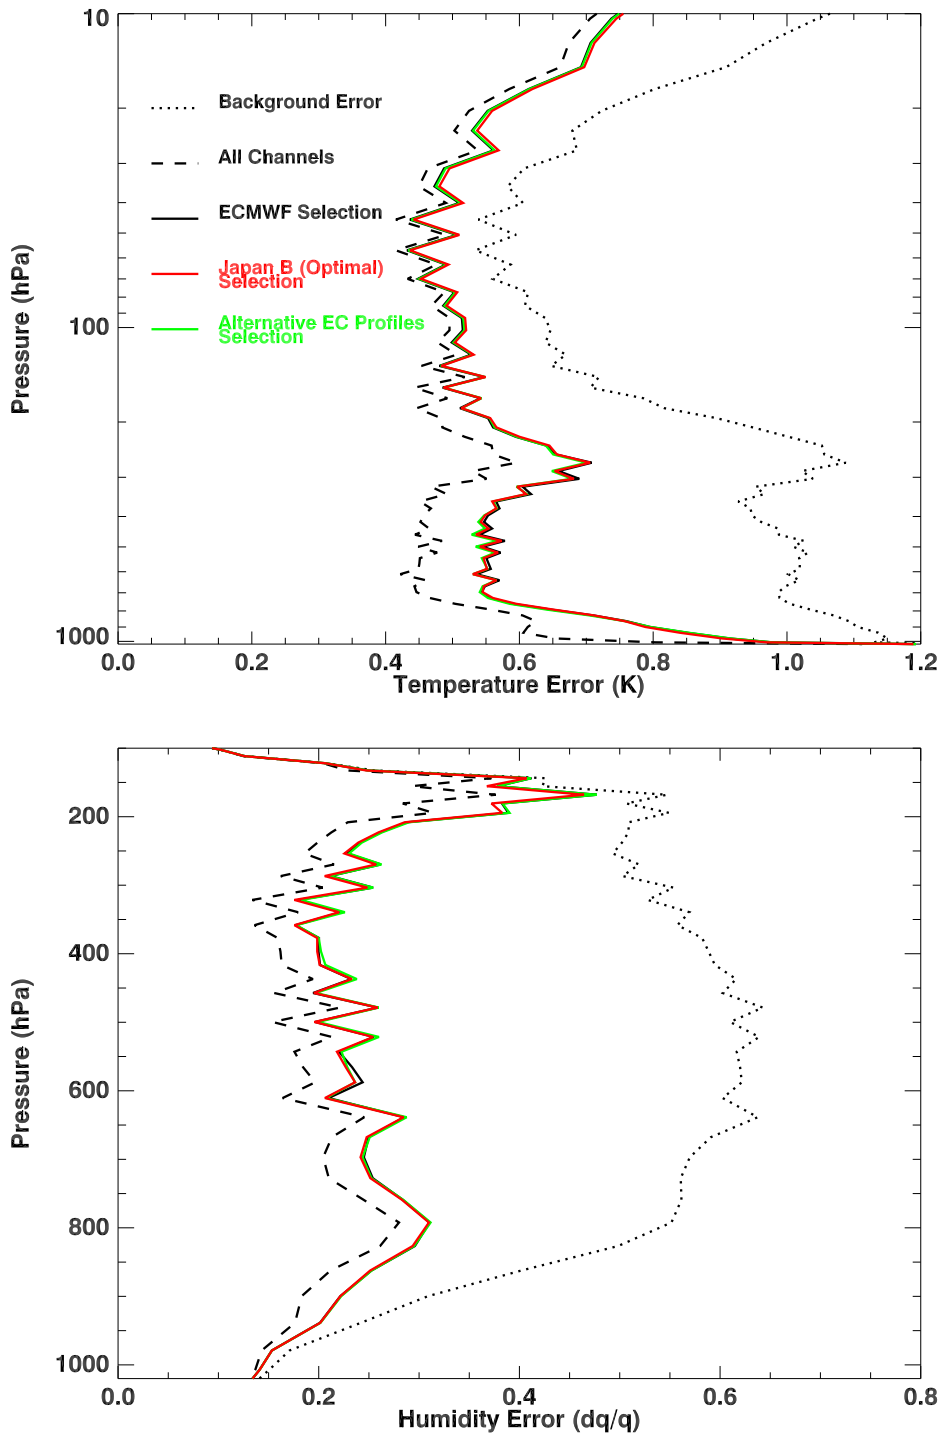 10
Background Error
All Channels
ECMWF Selection
Japan B (Optimal)
Selection
Alternative EC Profiles
Selection
100
1000
Pressure (hPa)
0.0 0.2 0.4 0.6 0.8 1.0 1.2
Temperature Error (K)
200
400
600
800
1000
Pressure (hPa)
0.0 0.2 0.4 0.6 0.8
Humidity Error (dq/q)